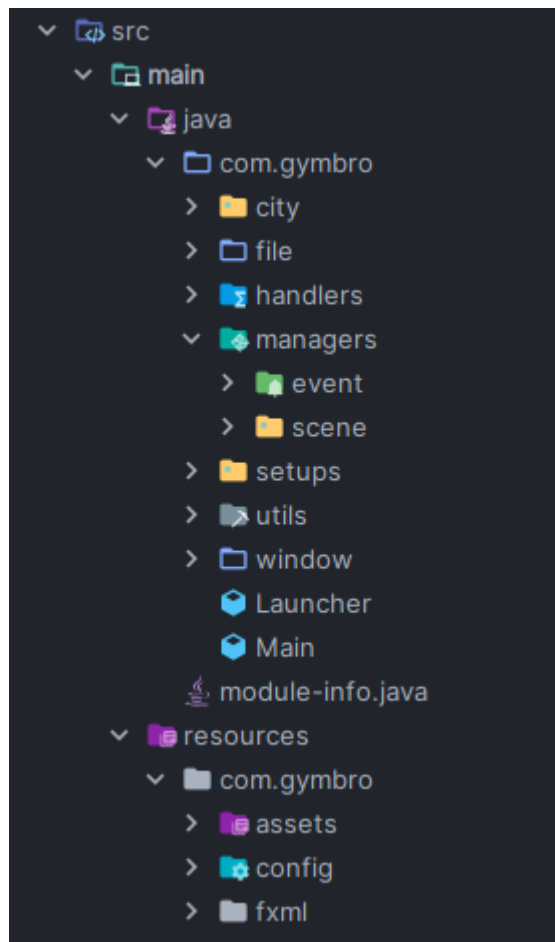 src
main
java
com.gymbro
city
file
handlers
managers
event
scene
setups
utils
window
Launcher
Main
module-info.java
resources
com.gymbro
assets
config
fxml